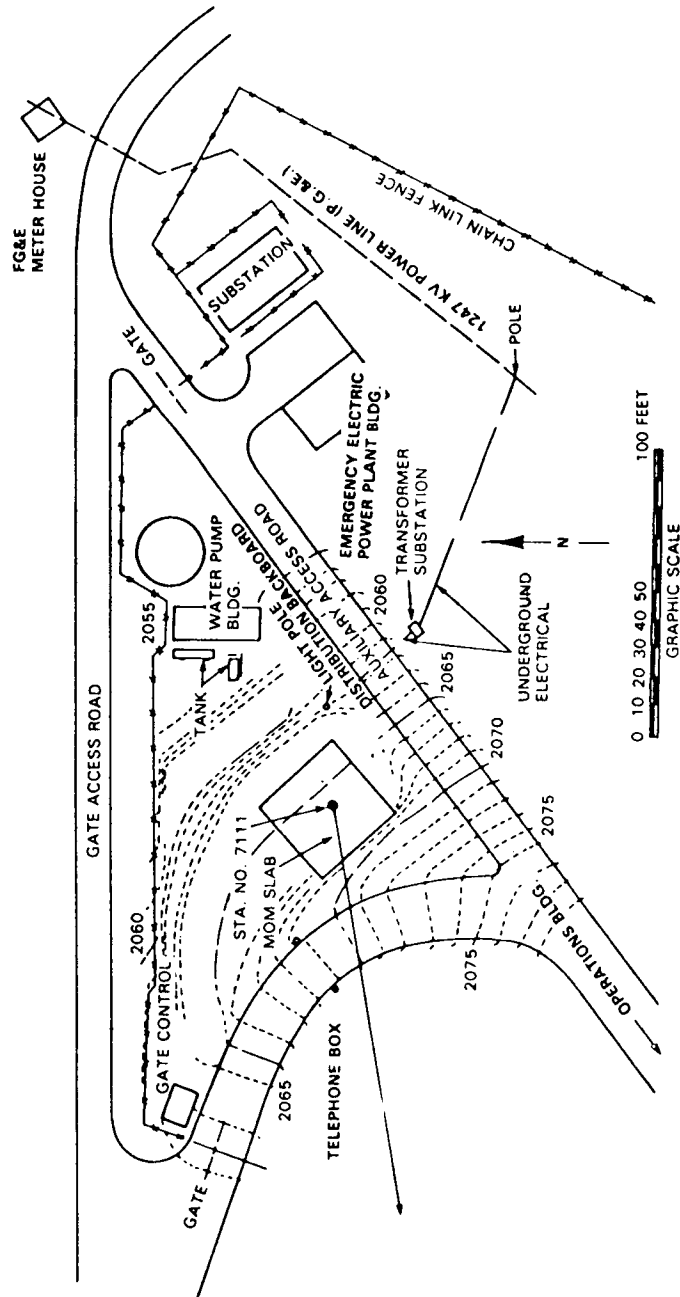 FG&E
METER HOUSE
GATE ACCESS ROAD
GATE
SUBSTATION
1247 KV POWER LINE (P.G.&E.)
CHAIN LINK FENCE
2055
WATER PUMP
BLDG.
TANK
LIGHT POLE
DISTRIBUTION BACKBOARD
AUXILIARY ACCESS ROAD
EMERGENCY ELECTRIC
POWER PLANT BLDG.
POLE
2060
GATE CONTROL
STA. NO. 7111
MOM SLAB
2060
2065
2070
2075
TRANSFORMER
SUBSTATION
UNDERGROUND
ELECTRICAL
N
GATE
2065
TELEPHONE BOX
2075
OPERATIONS BLDG
0 10 20 30 40 50 100 FEET
GRAPHIC SCALE